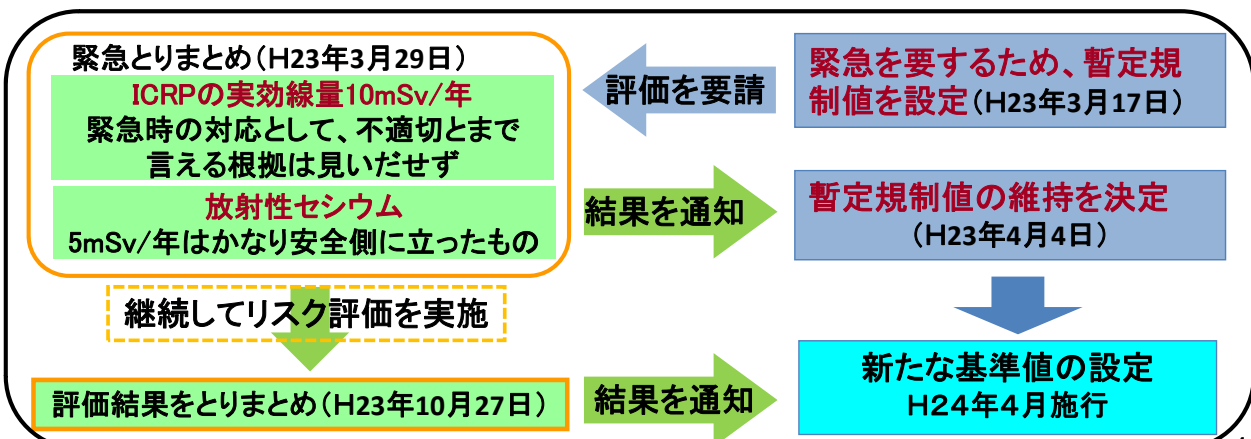 緊急とりまとめ(H23年3月29日)
ICRPの実効線量10mSv/年
緊急時の対応として、不適切とまで
言える根拠は見いだせず
放射性セシウム
5mSv/年はかなり安全側に立ったもの
評価を要請
緊急を要するため、暫定規
制値を設定(H23年3月17日)
結果を通知
暫定規制値の維持を決定
(H23年4月4日)
継続してリスク評価を実施
評価結果をとりまとめ(H23年10月27日)
結果を通知
新たな基準値の設定
H24年4月施行